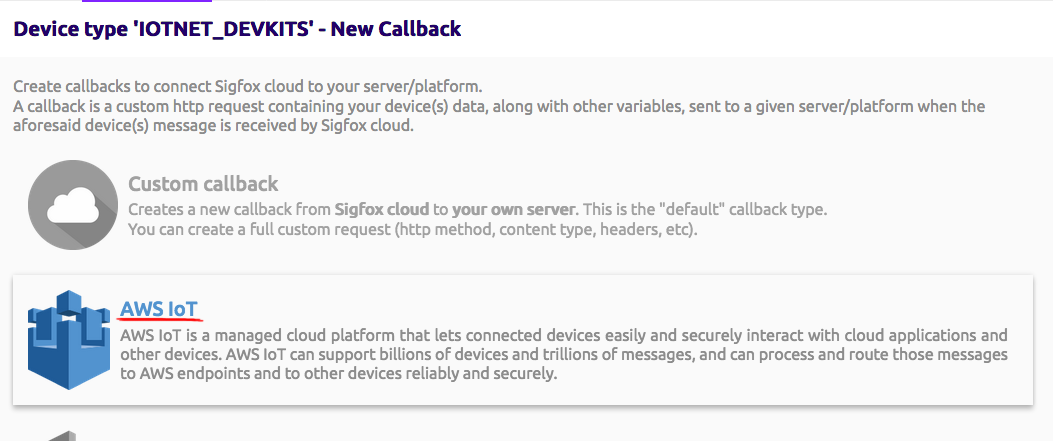 Device type 'IOTNET_DEVKITS' - New Callback
Create callbacks to connect Sigfox cloud to your server/platform.
A callback is a custom http request containing your device(s) data, along with other variables, sent to a given server/platform when the
aforesaid device(s) message is received by Sigfox cloud.
Custom callback
Creates a new callback from Sigfox cloud to your own server. This is the "default" callback type.
You can create a full custom request (http method, content type, headers, etc).
AWS IoT
AWS IoT is a managed cloud platform that lets connected devices easily and securely interact with cloud applications and
other devices. AWS IoT can support billions of devices and trillions of messages, and can process and route those messages
to AWS endpoints and to other devices reliably and securely.